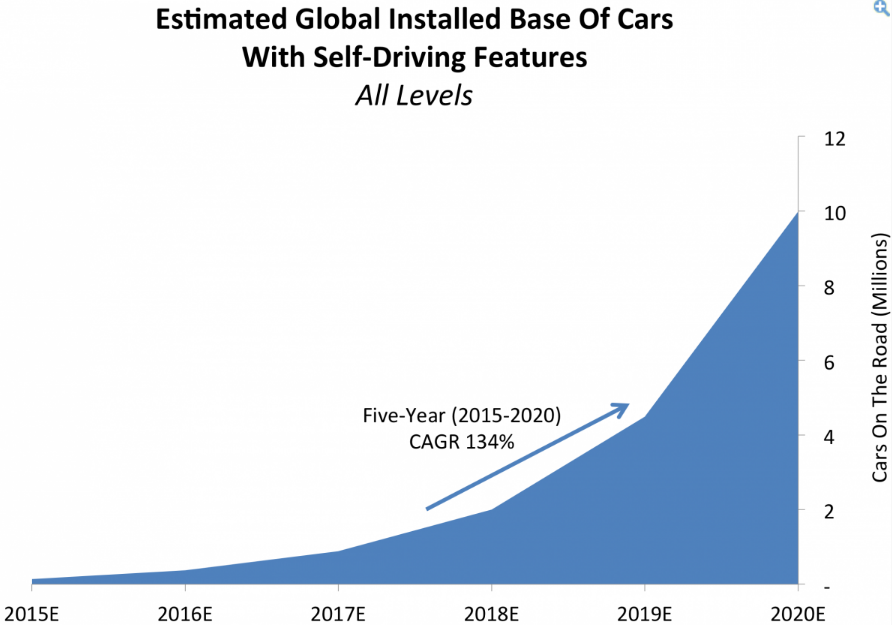 Estimated Global Installed Base Of Cars
With Self-Driving Features
All Levels
12
10
8
6
4
2
-
Cars On The Road (Millions)
Five-Year (2015-2020)
CAGR 134%
2015E
2016E
2017E
2018E
2019E
2020E